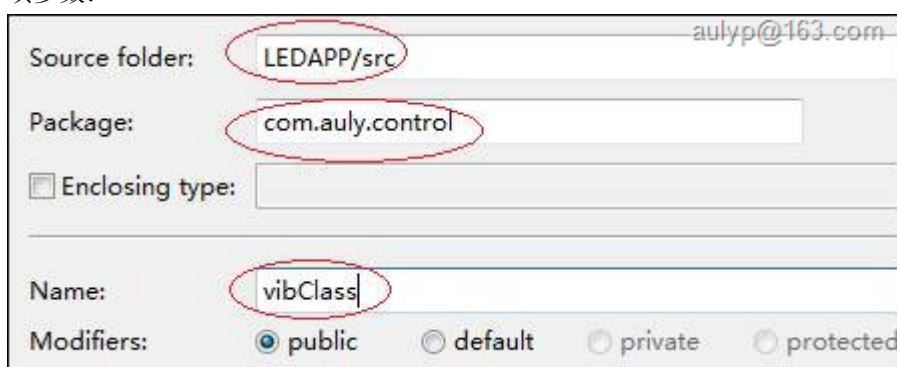 aulyp@163.com
Source folder: LEDAPP/src
Package: com.auly.control
Enclosing type:
Name: vibClass
Modifiers: public default private protected